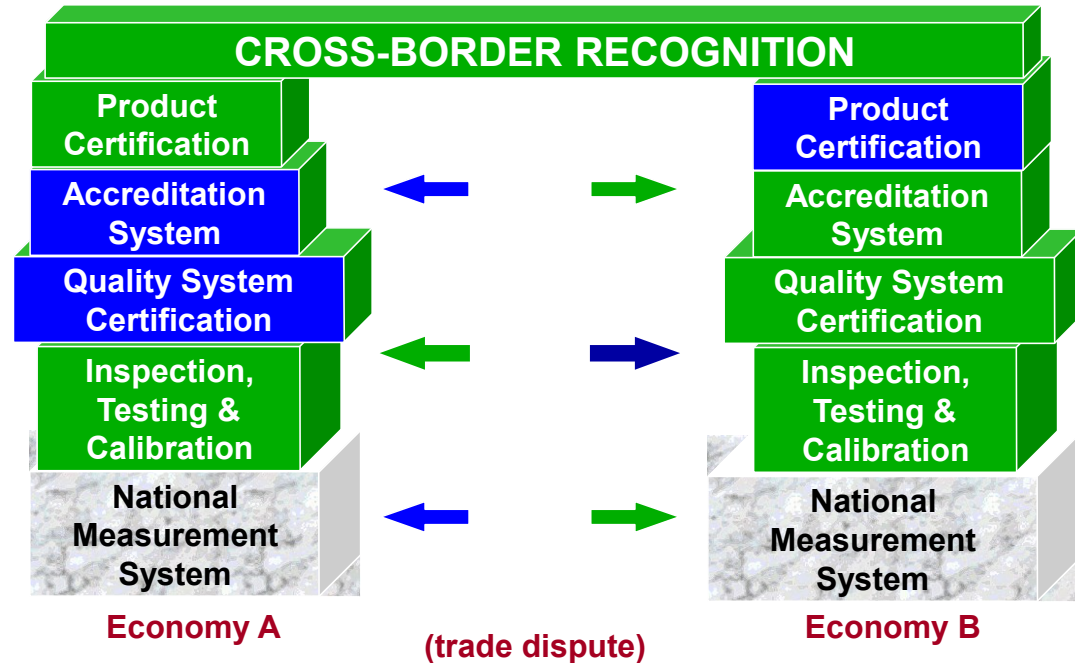 CROSS-BORDER RECOGNITION
Product
Certification
Accreditation
System
Quality System
Certification
Inspection,
Testing &
Calibration
National
Measurement
System
Economy A
(trade dispute)
Product
Certification
Accreditation
System
Quality System
Certification
Inspection,
Testing &
Calibration
National
Measurement
System
Economy B